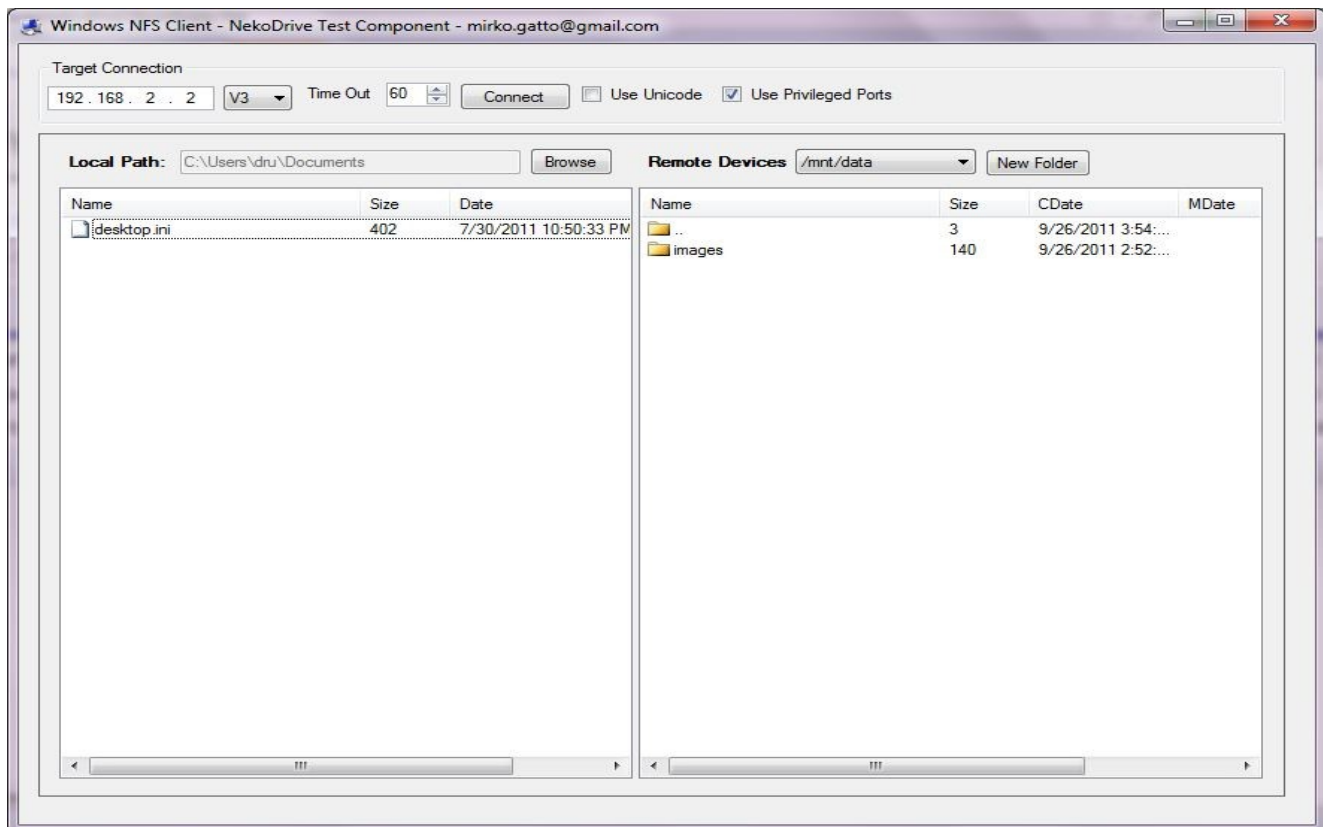 Windows NFS Client - NekoDrive Test Component - mirko.gatto@gmail.com
Target Connection
192 . 168 . 2 . 2 V3 Time Out 60 Connect Use Unicode Use Privileged Ports
Local Path: C:\Users\dru\Documents Browse Remote Devices /mnt/data New Folder
Name Size Date Name Size CDate MDate
desktop.ini 402 7/30/2011 10:50:33 PM .. 3 9/26/2011 3:54:...
images 140 9/26/2011 2:52:...